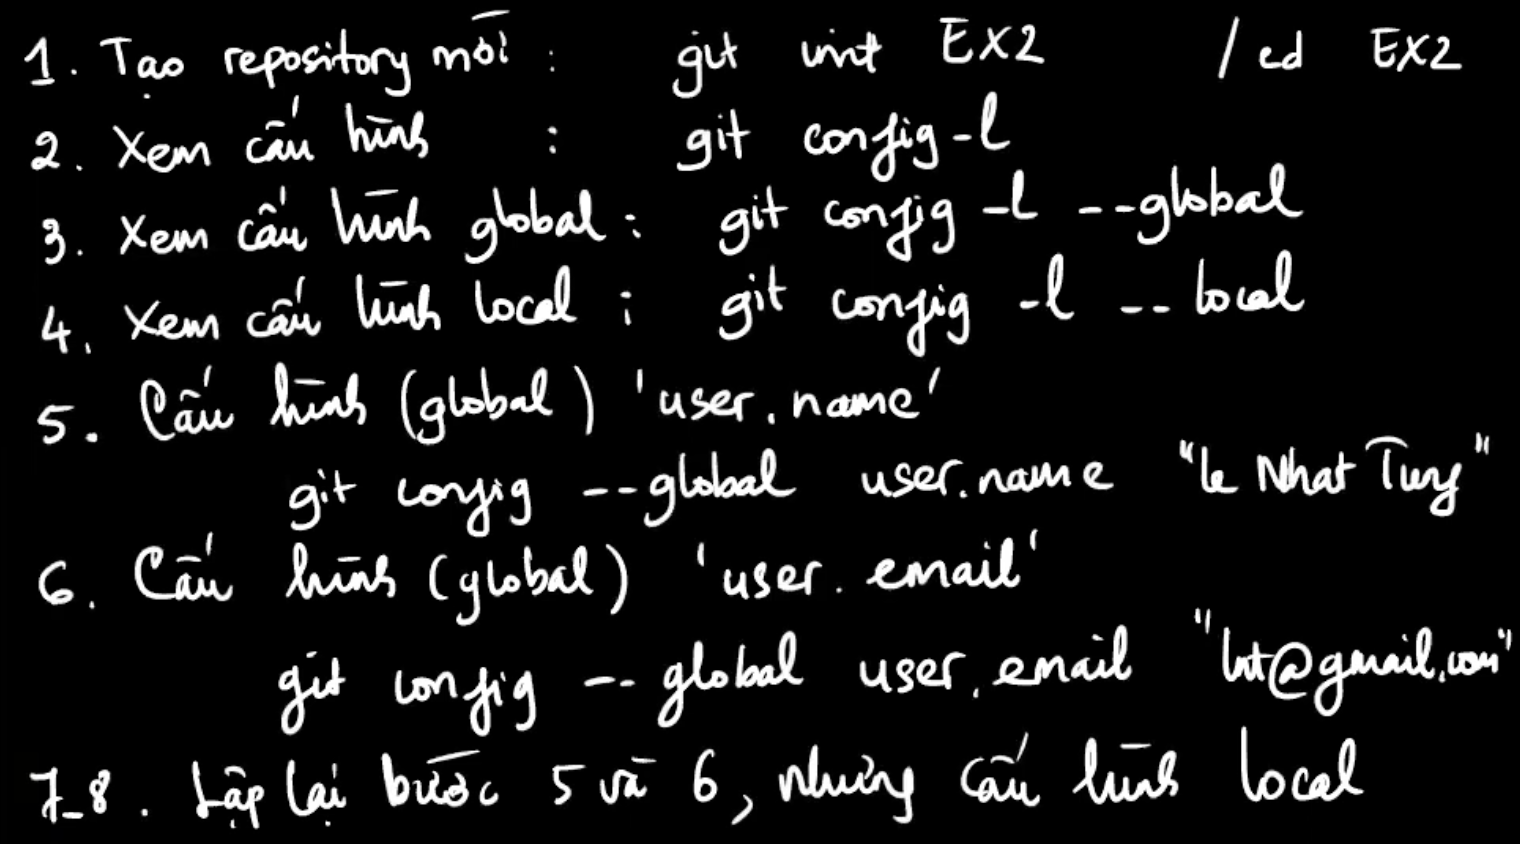 1. Tạo repository mới : git init EX2 / cd EX2
2. Xem cấu hình : git config -l
3. Xem cấu hình global : git config -l --global
4. Xem cấu hình local : git config -l -- local
5. Cấu hình (global) 'user.name'
git config --global user.name "Le Nhat Tung"
6. Cấu hình (global) 'user.email'
git config -- global user.email "lnt@gmail.com"
7_8. Lặp lại bước 5 và 6, nhưng cấu hình local